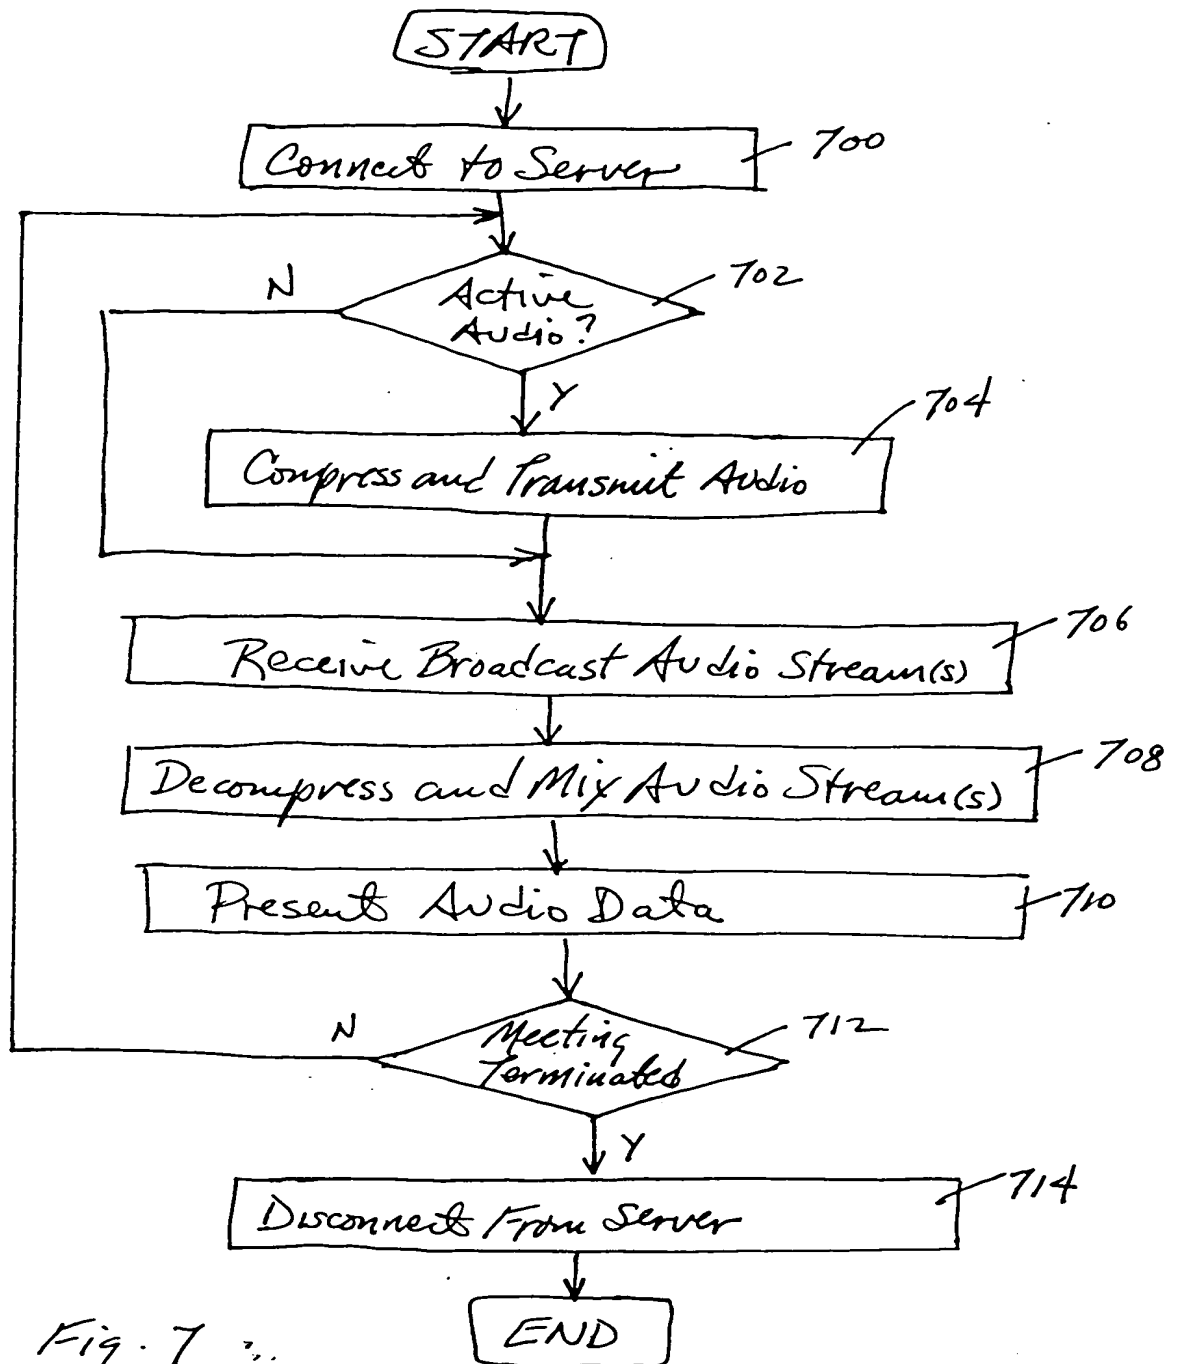 START
Connect to Server
700
N
Active
Audio?
702
Y
704
Compress and Transmit Audio
706
Receive Broadcast Audio Stream(s)
708
Decompress and Mix Audio Stream(s)
Present Audio Data
710
N
Meeting
Terminated
712
Y
Disconnect From Server
714
END
Fig. 7